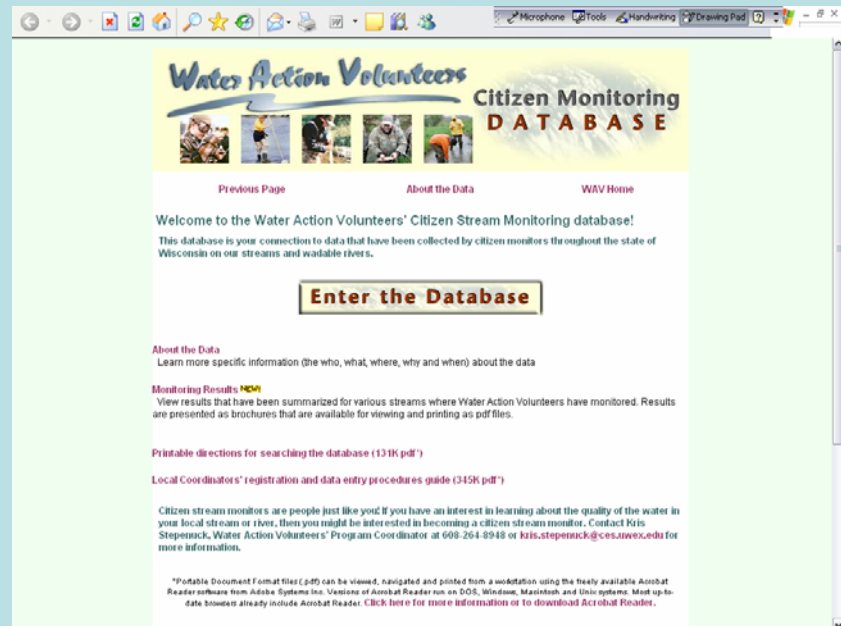 Microphone Tools Handwriting Drawing Pad
Water Action Volunteers
Citizen Monitoring
DATABASE
Previous Page About the Data WAV Home
Welcome to the Water Action Volunteers' Citizen Stream Monitoring database!
This database is your connection to data that have been collected by citizen monitors throughout the state of
Wisconsin on our streams and wadable rivers.
Enter the Database
About the Data
Learn more specific information (the who, what, where, why and when) about the data
Monitoring Results NEW!
View results that have been summarized for various streams where Water Action Volunteers have monitored. Results
are presented as brochures that are available for viewing and printing as pdf files.
Printable directions for searching the database (131K pdf*)
Local Coordinators' registration and data entry procedures guide (345K pdf*)
Citizen stream monitors are people just like you! If you have an interest in learning about the quality of the water in
your local stream or river, then you might be interested in becoming a citizen stream monitor. Contact Kris
Stepenuck, Water Action Volunteers' Program Coordinator at 608-264-8948 or kris.stepenuck@ces.uwex.edu for
more information.
*Portable Document Format files (.pdf) can be viewed, navigated and printed from a workstation using the freely available Acrobat
Reader software from Adobe Systems Inc. Versions of Acrobat Reader run on DOS, Windows, Macintosh and Unix systems. Most up-to-
date browsers already include Acrobat Reader. Click here for more information or to download Acrobat Reader.